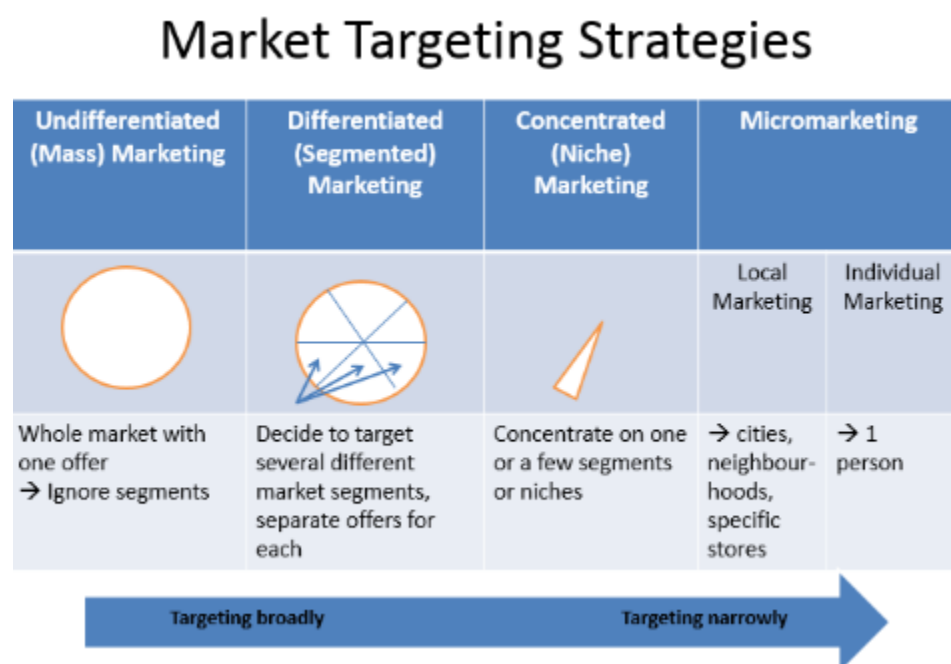 Market Targeting Strategies
Undifferentiated
(Mass) Marketing
Differentiated
(Segmented)
Marketing
Concentrated
(Niche)
Marketing
Micromarketing
Local
Marketing
Individual
Marketing
Whole market with
one offer
→ Ignore segments
Decide to target
several different
market segments,
separate offers for
each
Concentrate on one
or a few segments
or niches
→ cities,
neighbour-
hoods,
specific
stores
→ 1
person
Targeting broadly
Targeting narrowly